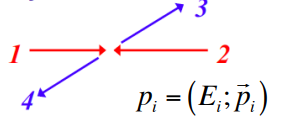 3
1 2
4
p_i = (E_i; \vec{p}_i)